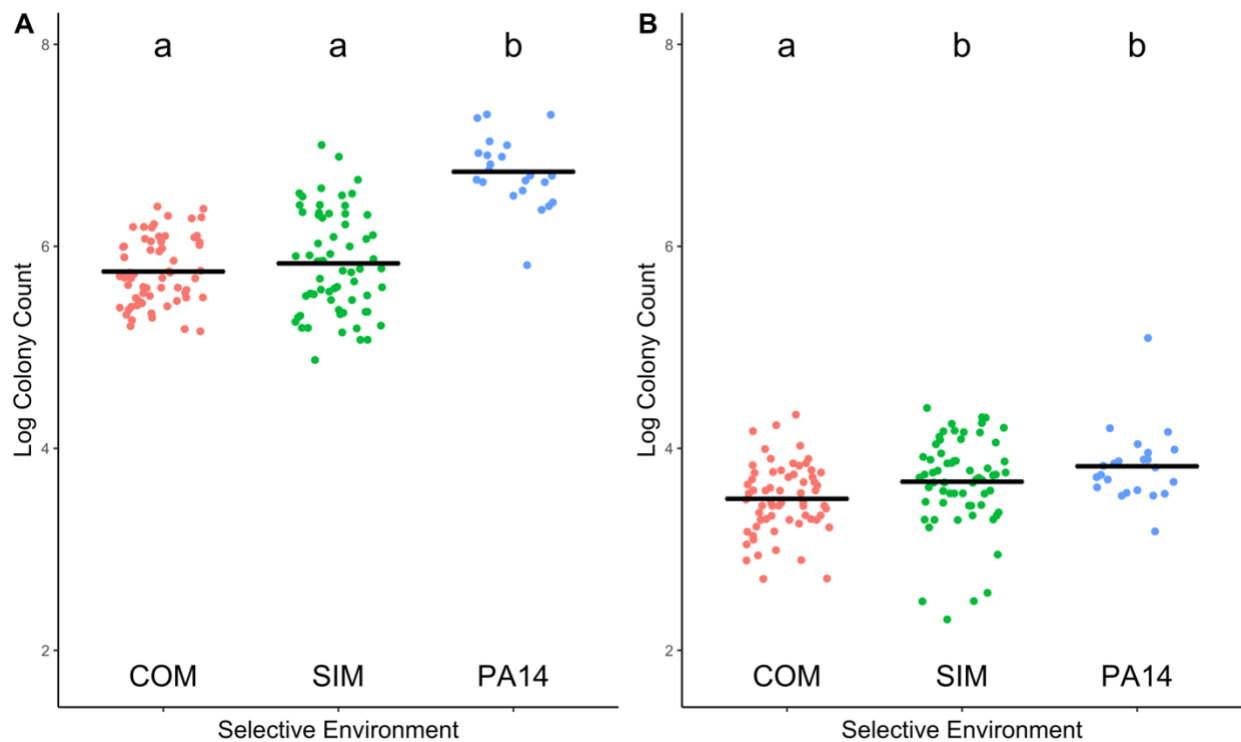 A
a a b
8
6
4
2
Log Colony Count
COM SIM PA14
Selective Environment
B
a b b
8
6
4
2
Log Colony Count
COM SIM PA14
Selective Environment